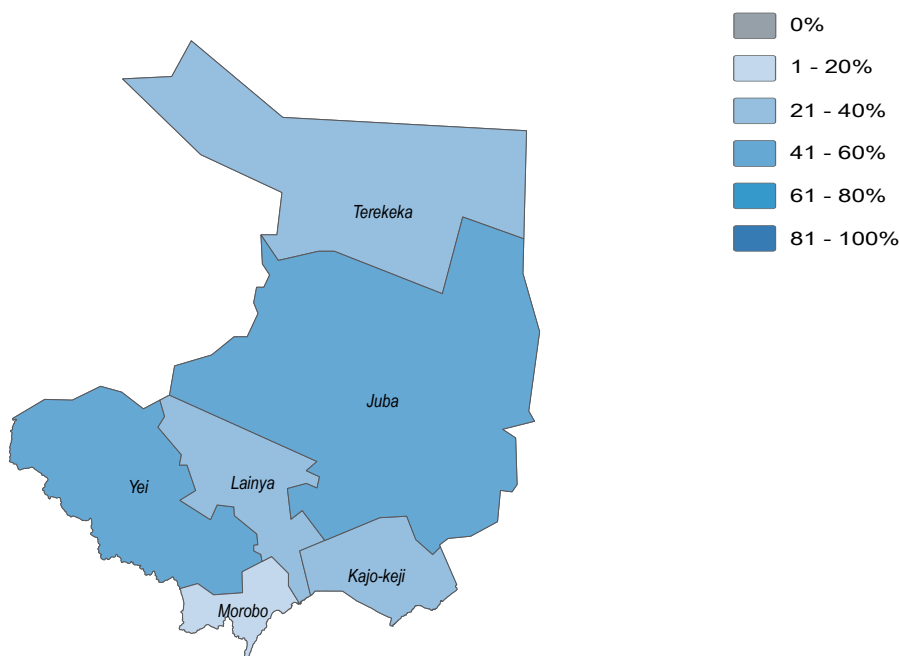 0%
1 - 20%
21 - 40%
41 - 60%
61 - 80%
81 - 100%
Terekeka
Juba
Yei
Lainya
Kajo-keji
Morobo